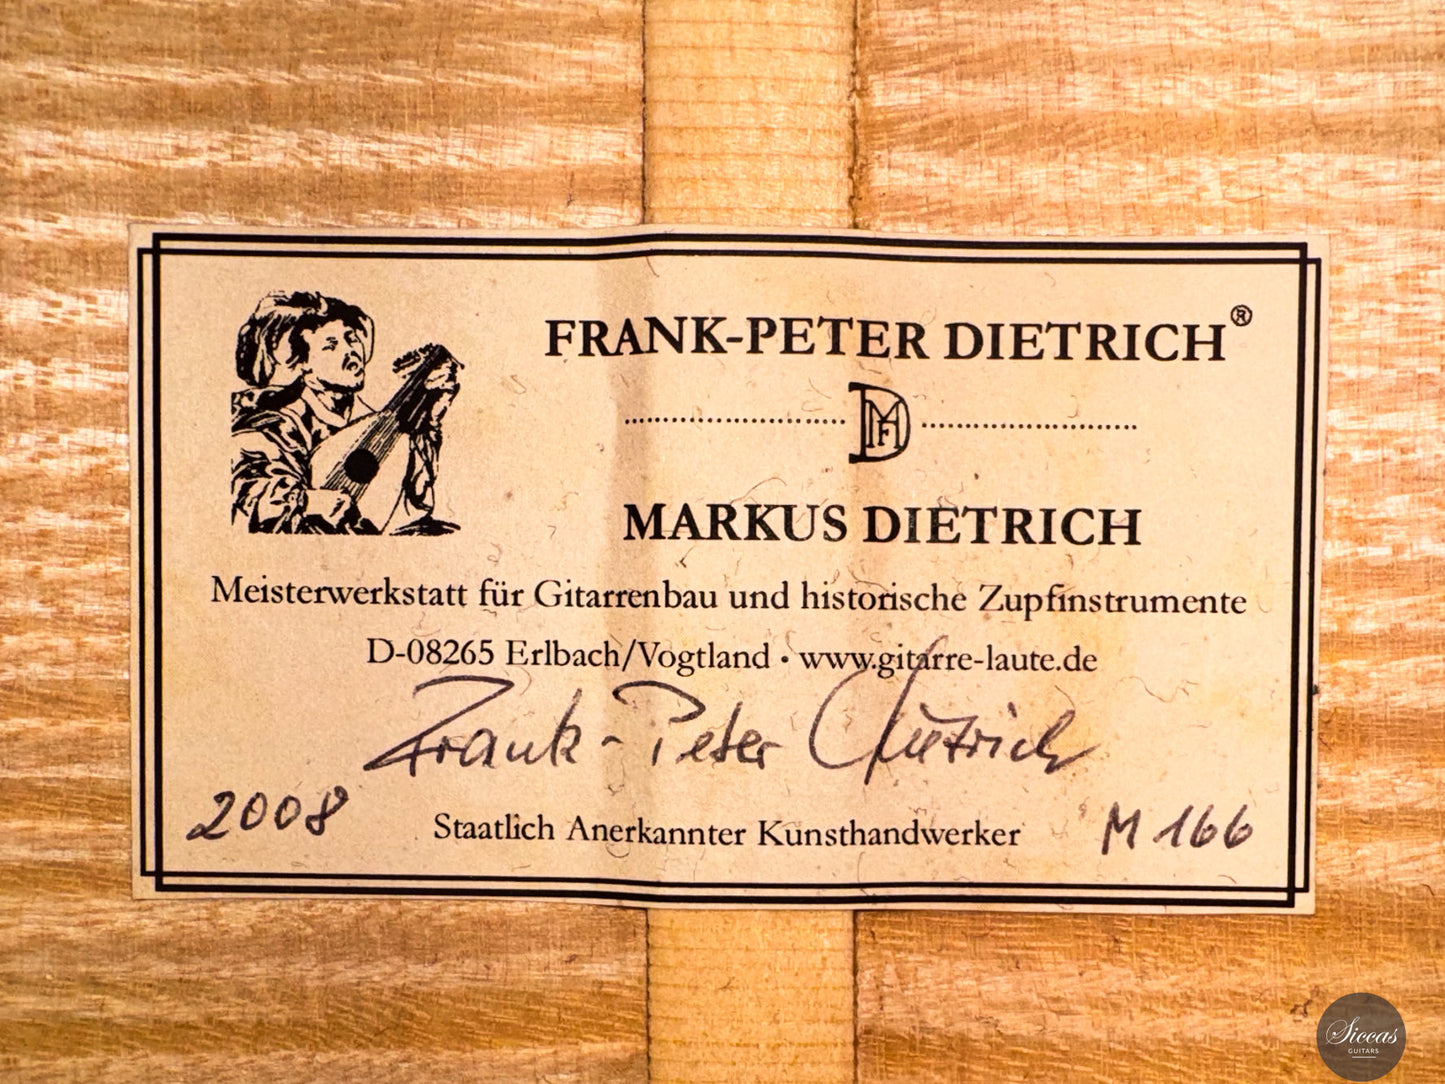 FRANK-PETER DIETRICH®
DMF
MARKUS DIETRICH
Meisterwerkstatt für Gitarrenbau und historische Zupfinstrumente
D-08265 Erlbach/Vogtland • www.gitarre-laute.de
Frank-Peter Dietrich
2008 Staatlich Anerkannter Kunsthandwerker M 166
Siccas
GUITARS